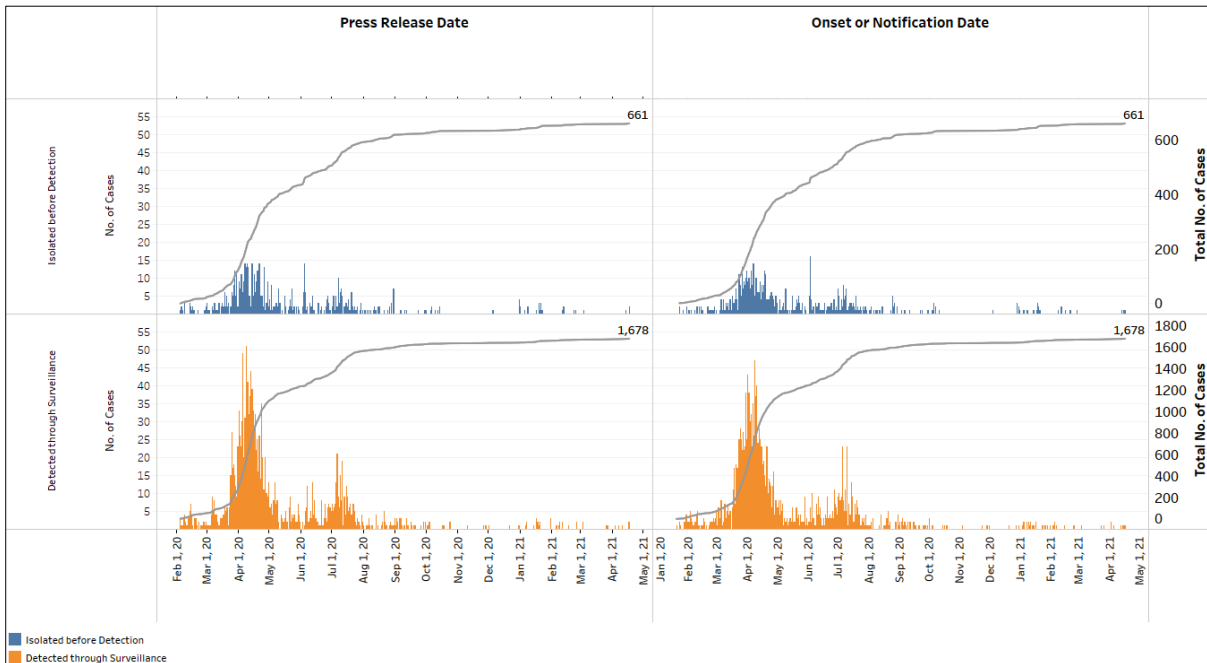 Press Release Date
Onset or Notification Date
Isolated before Detection
No. of Cases
55
50
45
40
35
30
25
20
15
10
5
661
661
600
400
200
0
Total No. of Cases
Detected through Surveillance
No. of Cases
55
50
45
40
35
30
25
20
15
10
5
1,678
1,678
1800
1600
1400
1200
1000
800
600
400
200
0
Total No. of Cases
Feb 1, 20
Mar 1, 20
Apr 1, 20
May 1, 20
Jun 1, 20
Jul 1, 20
Aug 1, 20
Sep 1, 20
Oct 1, 20
Nov 1, 20
Dec 1, 20
Jan 1, 21
Feb 1, 21
Mar 1, 21
Apr 1, 21
May 1, 21
Jan 1, 20
Feb 1, 20
Mar 1, 20
Apr 1, 20
May 1, 20
Jun 1, 20
Jul 1, 20
Aug 1, 20
Sep 1, 20
Oct 1, 20
Nov 1, 20
Dec 1, 20
Jan 1, 21
Feb 1, 21
Mar 1, 21
Apr 1, 21
May 1, 21
Isolated before Detection
Detected through Surveillance